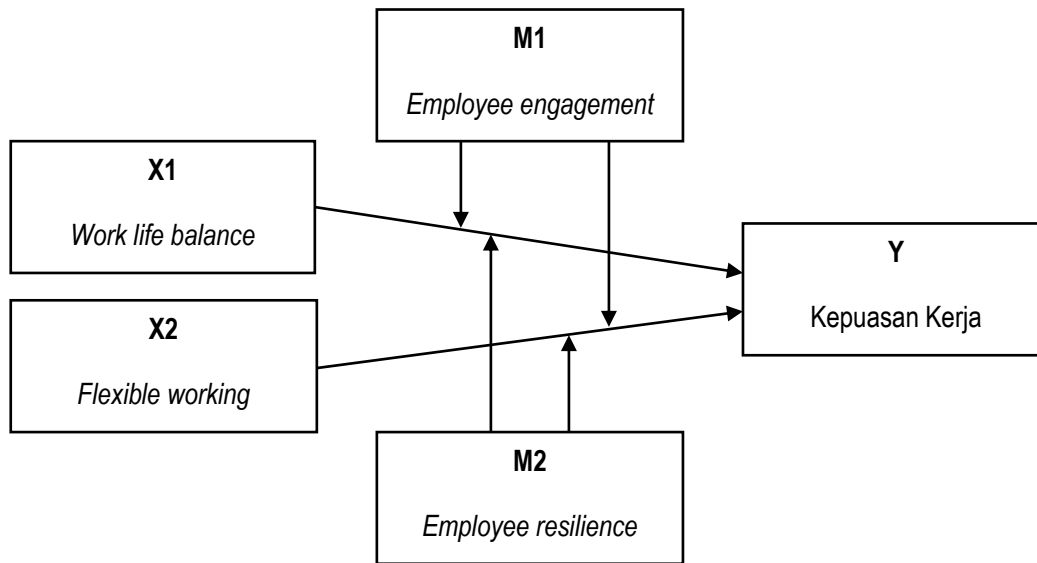 M1
Employee engagement
X1
Work life balance
X2
Flexible working
Y
Kepuasan Kerja
M2
Employee resilience